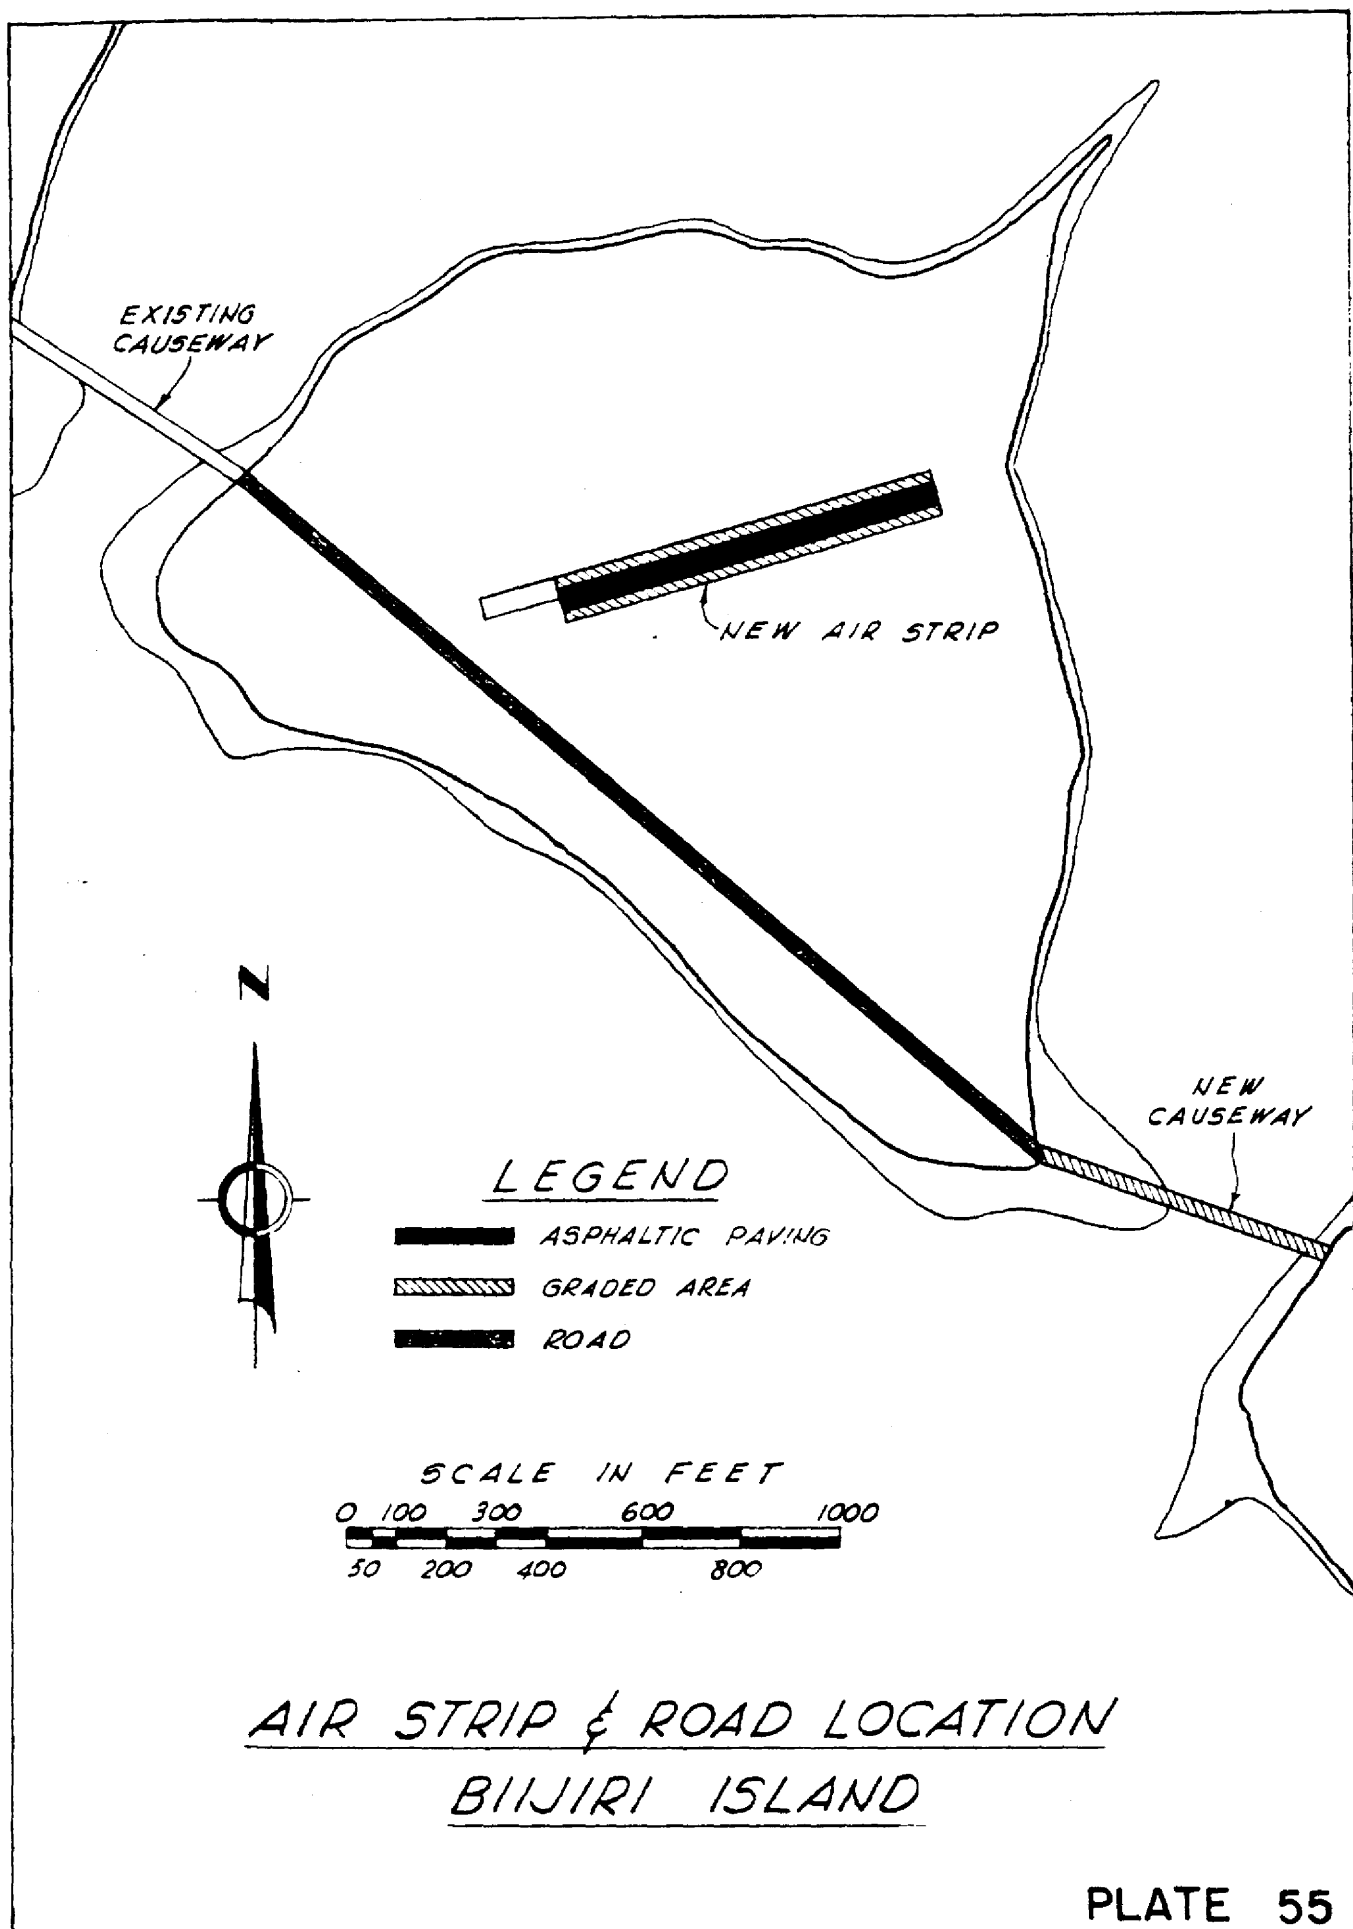 EXISTING
CAUSEWAY
NEW AIR STRIP
N
NEW
CAUSEWAY
LEGEND
ASPHALTIC PAVING
GRADED AREA
ROAD
SCALE IN FEET
0 100 300 600 1000
50 200 400 800
AIR STRIP & ROAD LOCATION
BIIJIRI ISLAND
PLATE 55